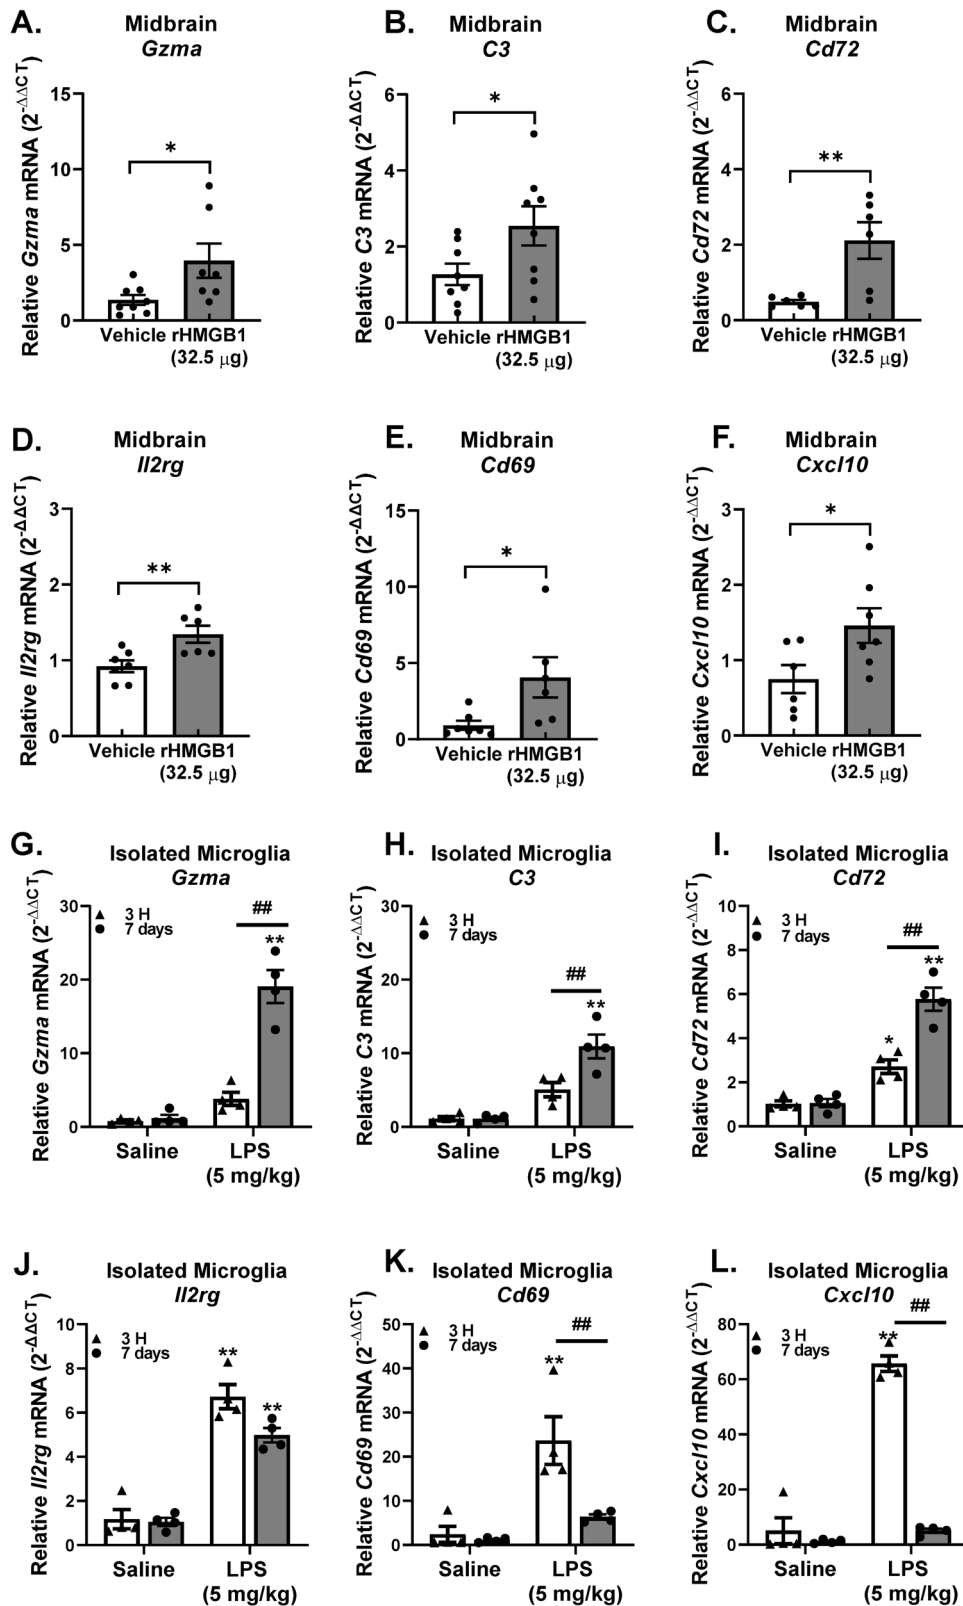 A.
Midbrain
Gzma
Relative Gzma mRNA (2-ΔΔCT)
15
10
5
0
*
Vehicle rHMGB1
(32.5 μg)
B.
Midbrain
C3
Relative C3 mRNA (2-ΔΔCT)
6
4
2
0
*
Vehicle rHMGB1
(32.5 μg)
C.
Midbrain
Cd72
Relative Cd72 mRNA (2-ΔΔCT)
6
4
2
0
**
Vehicle rHMGB1
(32.5 μg)
D.
Midbrain
Il2rg
Relative Il2rg mRNA (2-ΔΔCT)
3
2
1
0
**
Vehicle rHMGB1
(32.5 μg)
E.
Midbrain
Cd69
Relative Cd69 mRNA (2-ΔΔCT)
15
10
5
0
*
Vehicle rHMGB1
(32.5 μg)
F.
Midbrain
Cxcl10
Relative Cxcl10 mRNA (2-ΔΔCT)
3
2
1
0
*
Vehicle rHMGB1
(32.5 μg)
G.
Isolated Microglia
Gzma
Relative Gzma mRNA (2-ΔΔCT)
30
20
10
0
3 H
7 days
##
**
Saline
LPS
(5 mg/kg)
H.
Isolated Microglia
C3
Relative C3 mRNA (2-ΔΔCT)
30
20
10
0
3 H
7 days
##
**
Saline
LPS
(5 mg/kg)
I.
Isolated Microglia
Cd72
Relative Cd72 mRNA (2-ΔΔCT)
10
8
6
4
2
0
3 H
7 days
##
**
*
Saline
LPS
(5 mg/kg)
J.
Isolated Microglia
Il2rg
Relative Il2rg mRNA (2-ΔΔCT)
10
8
6
4
2
0
3 H
7 days
**
**
Saline
LPS
(5 mg/kg)
K.
Isolated Microglia
Cd69
Relative Cd69 mRNA (2-ΔΔCT)
50
40
30
20
10
0
3 H
7 days
##
**
Saline
LPS
(5 mg/kg)
L.
Isolated Microglia
Cxcl10
Relative Cxcl10 mRNA (2-ΔΔCT)
80
60
40
20
0
3 H
7 days
##
**
Saline
LPS
(5 mg/kg)